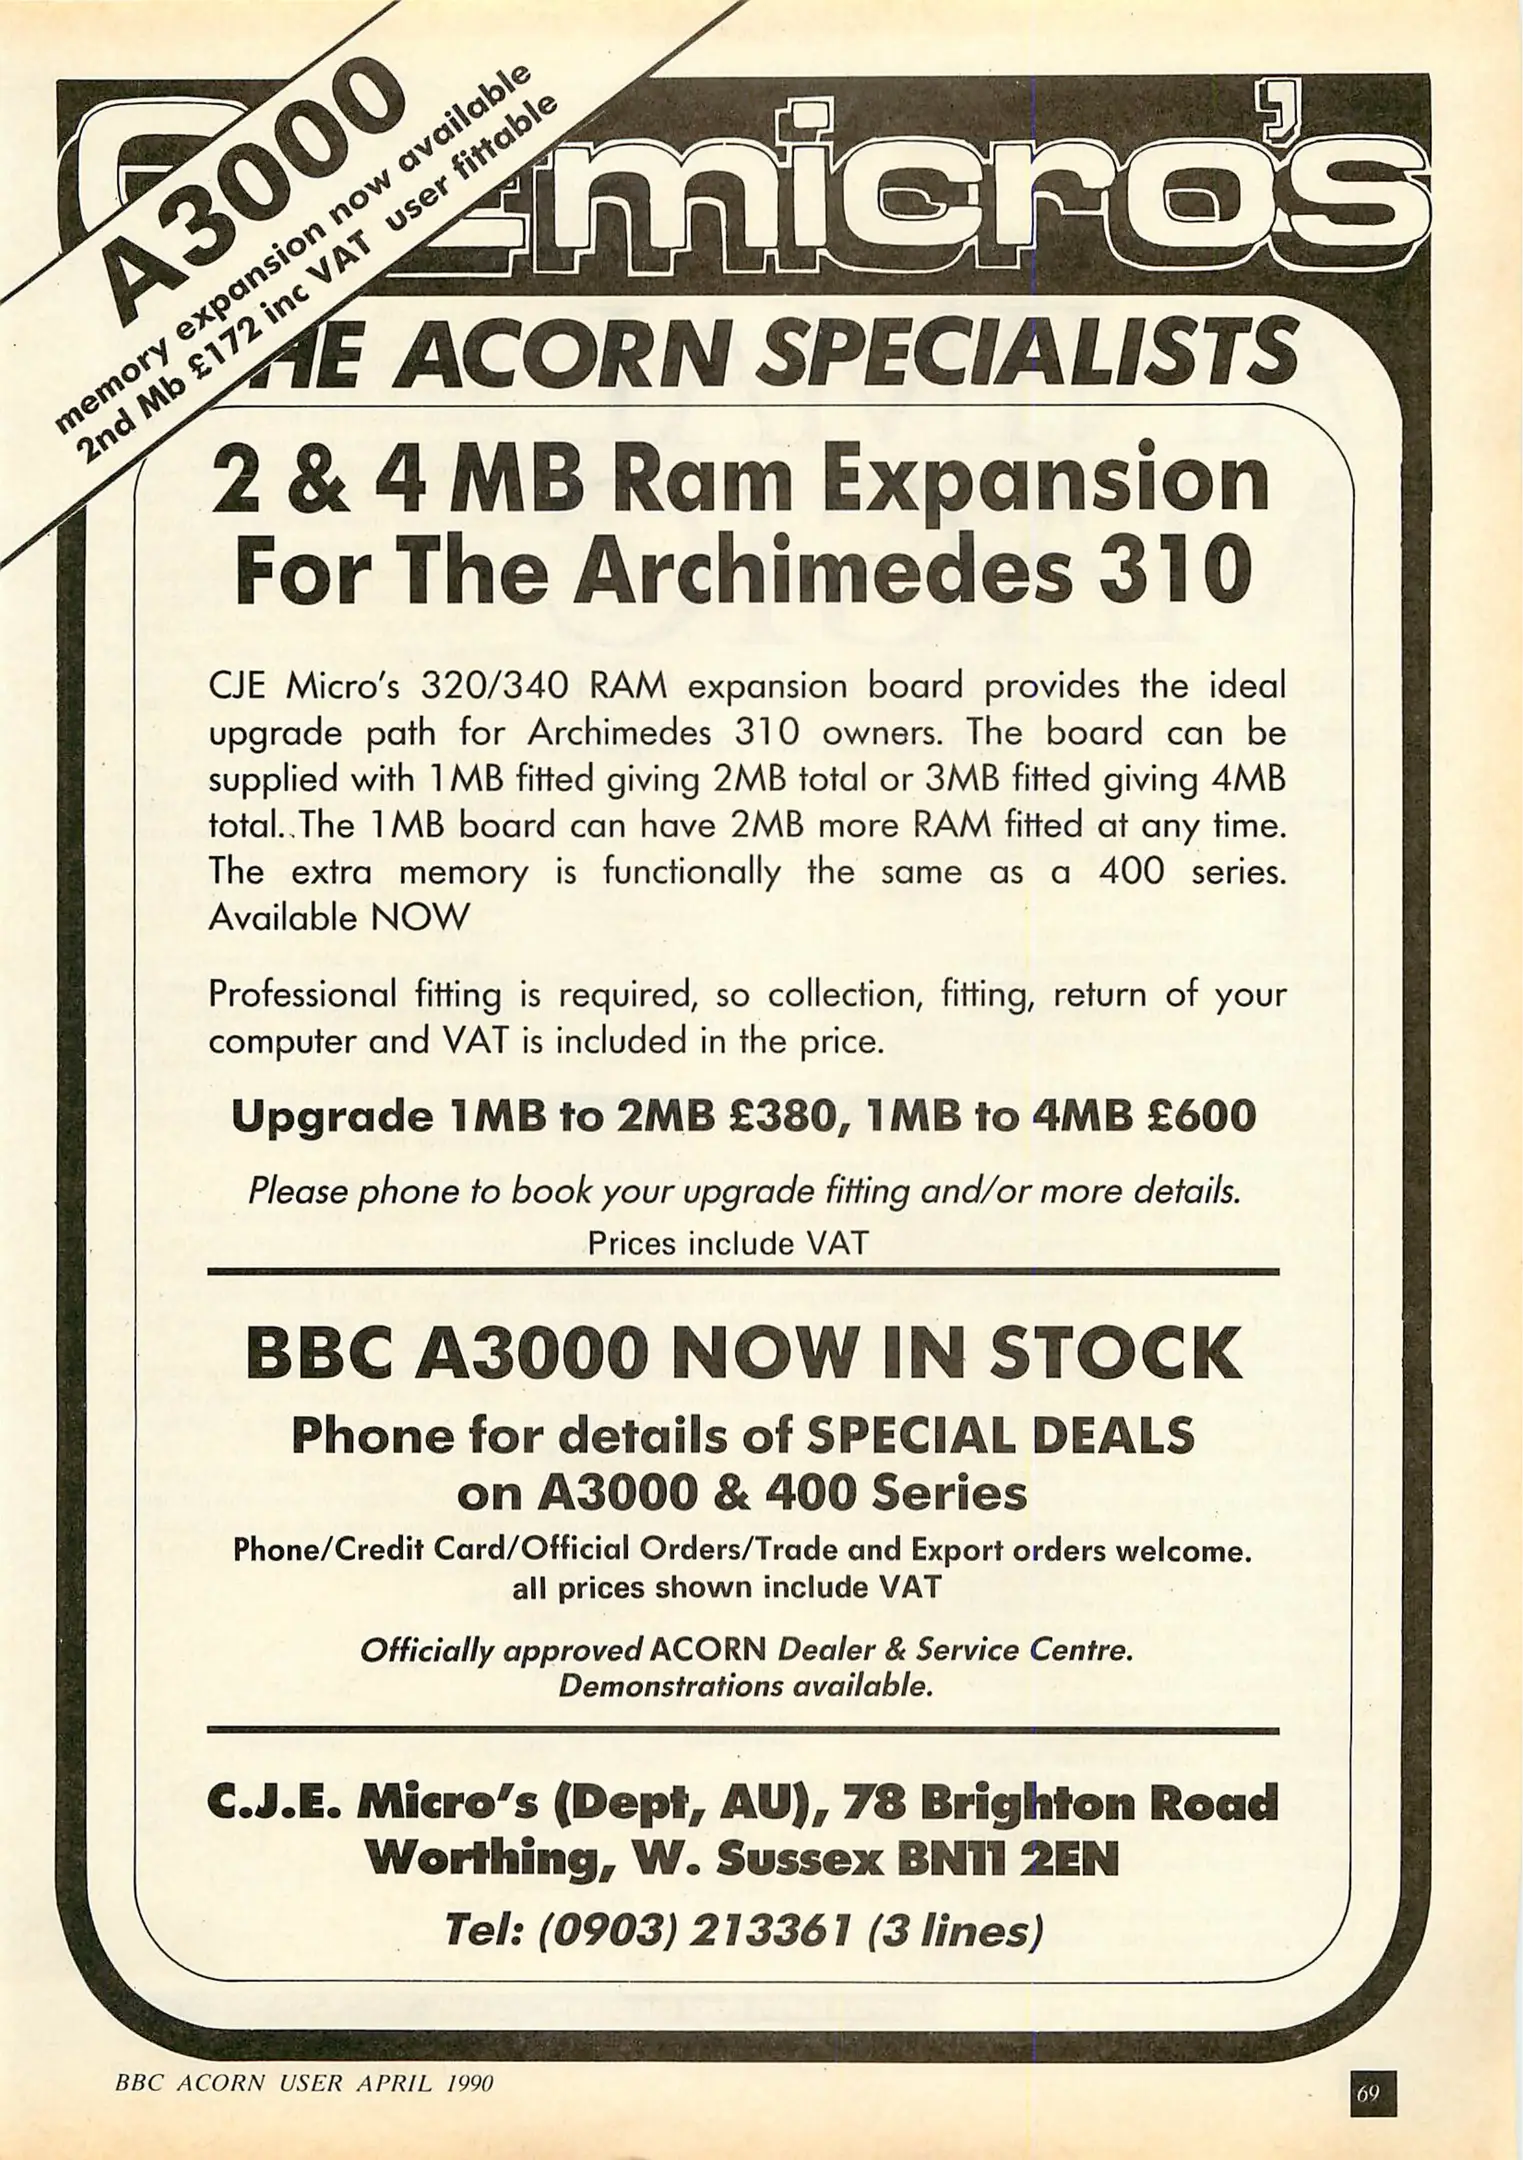 A3000
memory expansion now available
2nd Mb £172 inc VAT user fittable
micro's
ACORN SPECIALISTS
2 & 4 MB Ram Expansion
For The Archimedes 310
CJE Micro's 320/340 RAM expansion board provides the ideal
upgrade path for Archimedes 310 owners. The board can be
supplied with 1MB fitted giving 2MB total or 3MB fitted giving 4MB
total..The 1MB board can have 2MB more RAM fitted at any time.
The extra memory is functionally the same as a 400 series.
Available NOW
Professional fitting is required, so collection, fitting, return of your
computer and VAT is included in the price.
Upgrade 1MB to 2MB £380, 1MB to 4MB £600
Please phone to book your upgrade fitting and/or more details.
Prices include VAT
BBC A3000 NOW IN STOCK
Phone for details of SPECIAL DEALS
on A3000 & 400 Series
Phone/Credit Card/Official Orders/Trade and Export orders welcome.
all prices shown include VAT
Officially approved ACORN Dealer & Service Centre.
Demonstrations available.
C.J.E. Micro's (Dept, AU), 78 Brighton Road
Worthing, W. Sussex BN11 2EN
Tel: (0903) 213361 (3 lines)
BBC ACORN USER APRIL 1990
69